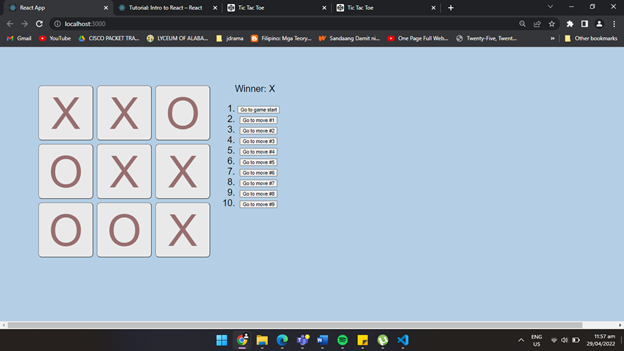 React App
Tutorial: Intro to React – React
Tic Tac Toe
Tic Tac Toe
localhost:3000
Gmail
YouTube
CISCO PACKET TRA...
LYCEUM OF ALABA...
jdrama
Filipino: Mga Teory...
Sandaang Damit ni...
One Page Full Web...
Twenty-Five, Twent...
Other bookmarks
X X O
O X X
O O X
Winner: X
1. Go to game start
2. Go to move #1
3. Go to move #2
4. Go to move #3
5. Go to move #4
6. Go to move #5
7. Go to move #6
8. Go to move #7
9. Go to move #8
10. Go to move #9
ENG
US
11:57 am
29/04/2022